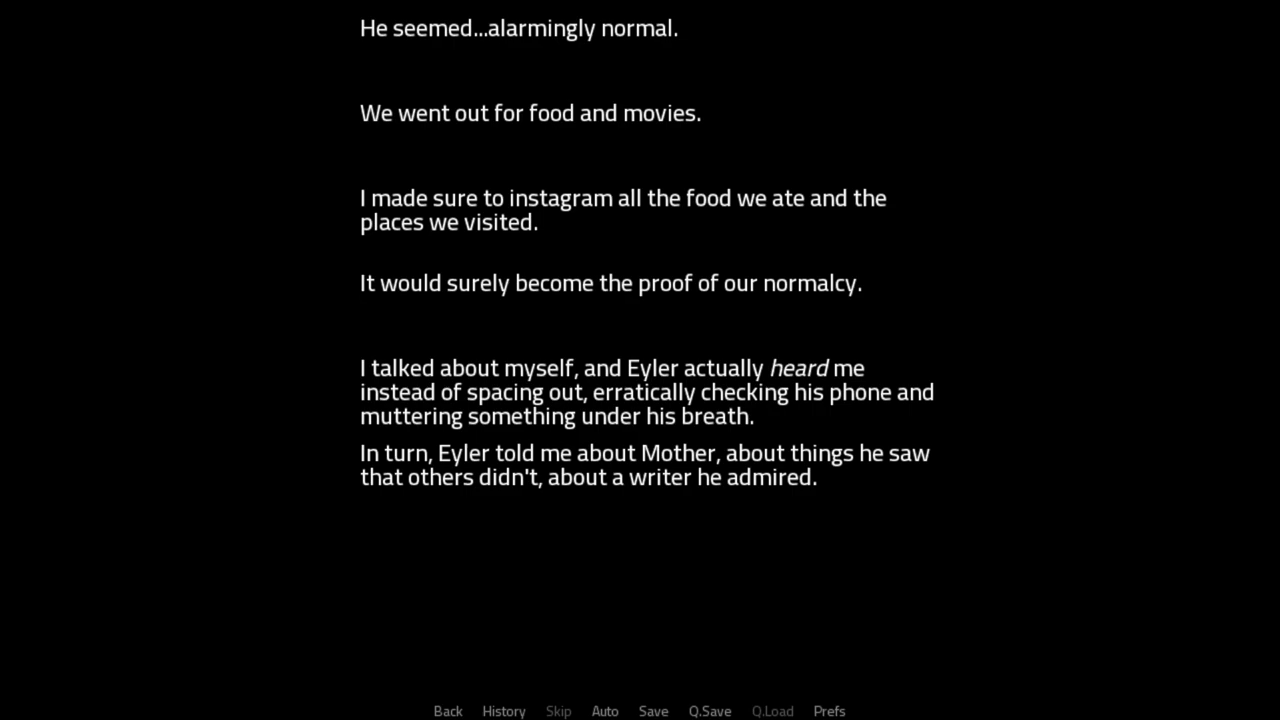 He seemed...alarmingly normal.
We went out for food and movies.
I made sure to instagram all the food we ate and the
places we visited.
It would surely become the proof of our normalcy.
I talked about myself, and Eyler actually heard me
instead of spacing out, erratically checking his phone and
muttering something under his breath.
In turn, Eyler told me about Mother, about things he saw
that others didn't, about a writer he admired.
Back History Skip Auto Save Q.Save Q.Load Prefs